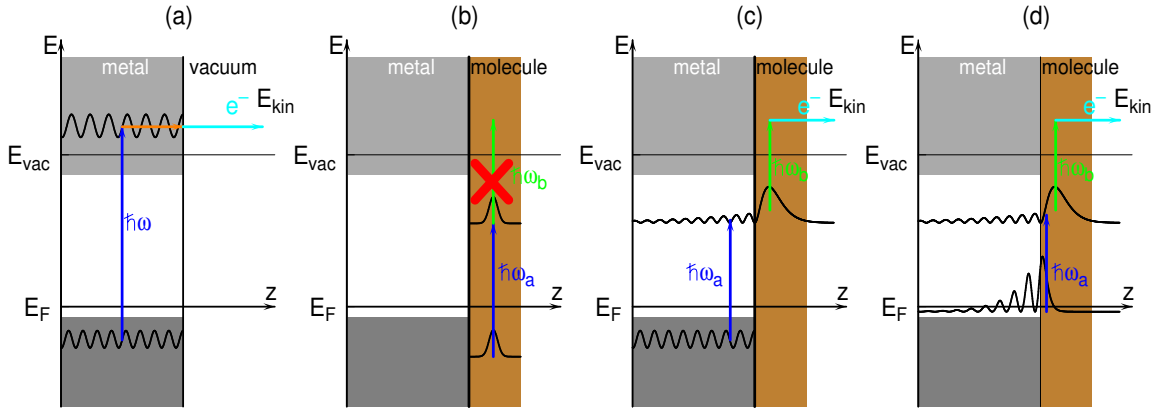 (a) (b) (c) (d)
E E E E
metal vacuum metal molecule metal molecule metal molecule
e⁻ E_kin e⁻ E_kin e⁻ E_kin
E_vac E_vac E_vac E_vac
ħω_b ħω_b ħω_b
ħω ħω_a ħω_a ħω_a
E_F z E_F z E_F z E_F z